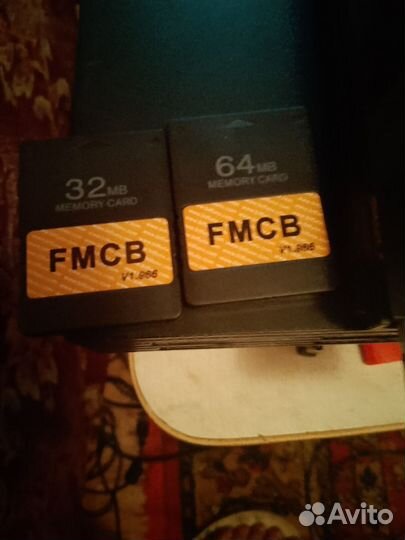 32MB
MEMORY CARD
FMCB
V1.966
64MB
MEMORY CARD
FMCB
V1.966
Avito